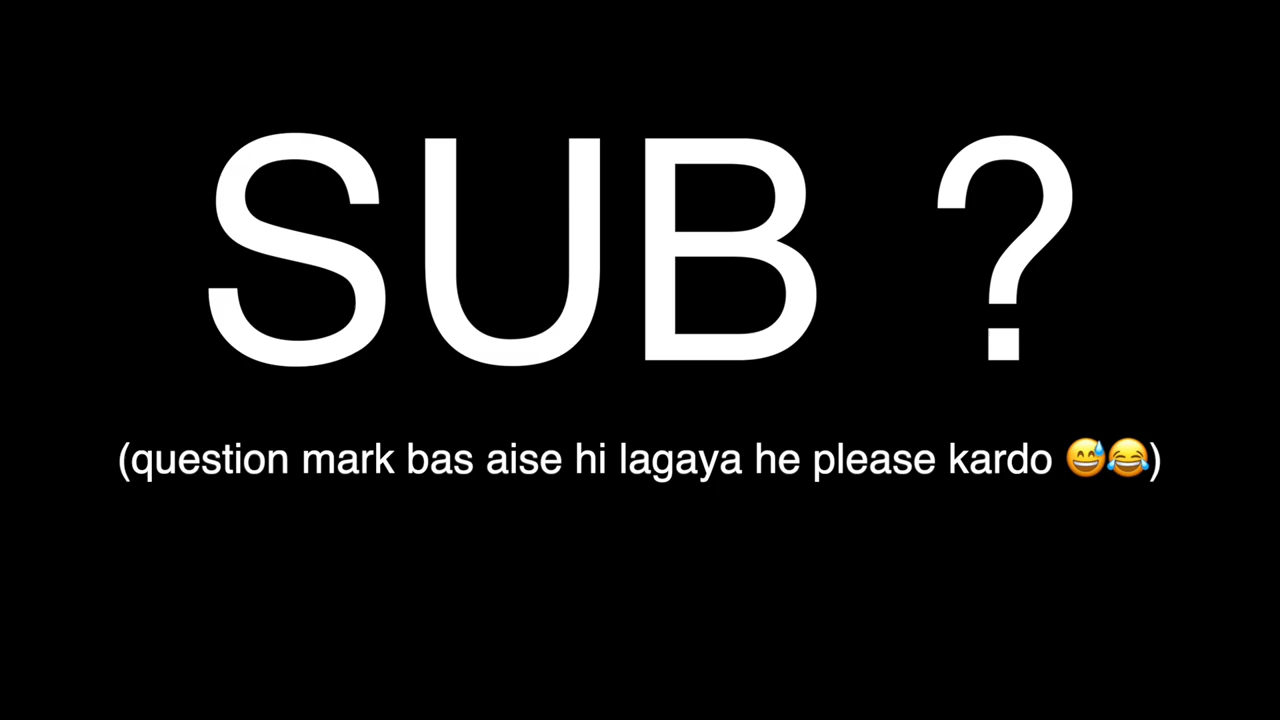 SUB ?
(question mark bas aise hi lagaya he please kardo 😅😂)